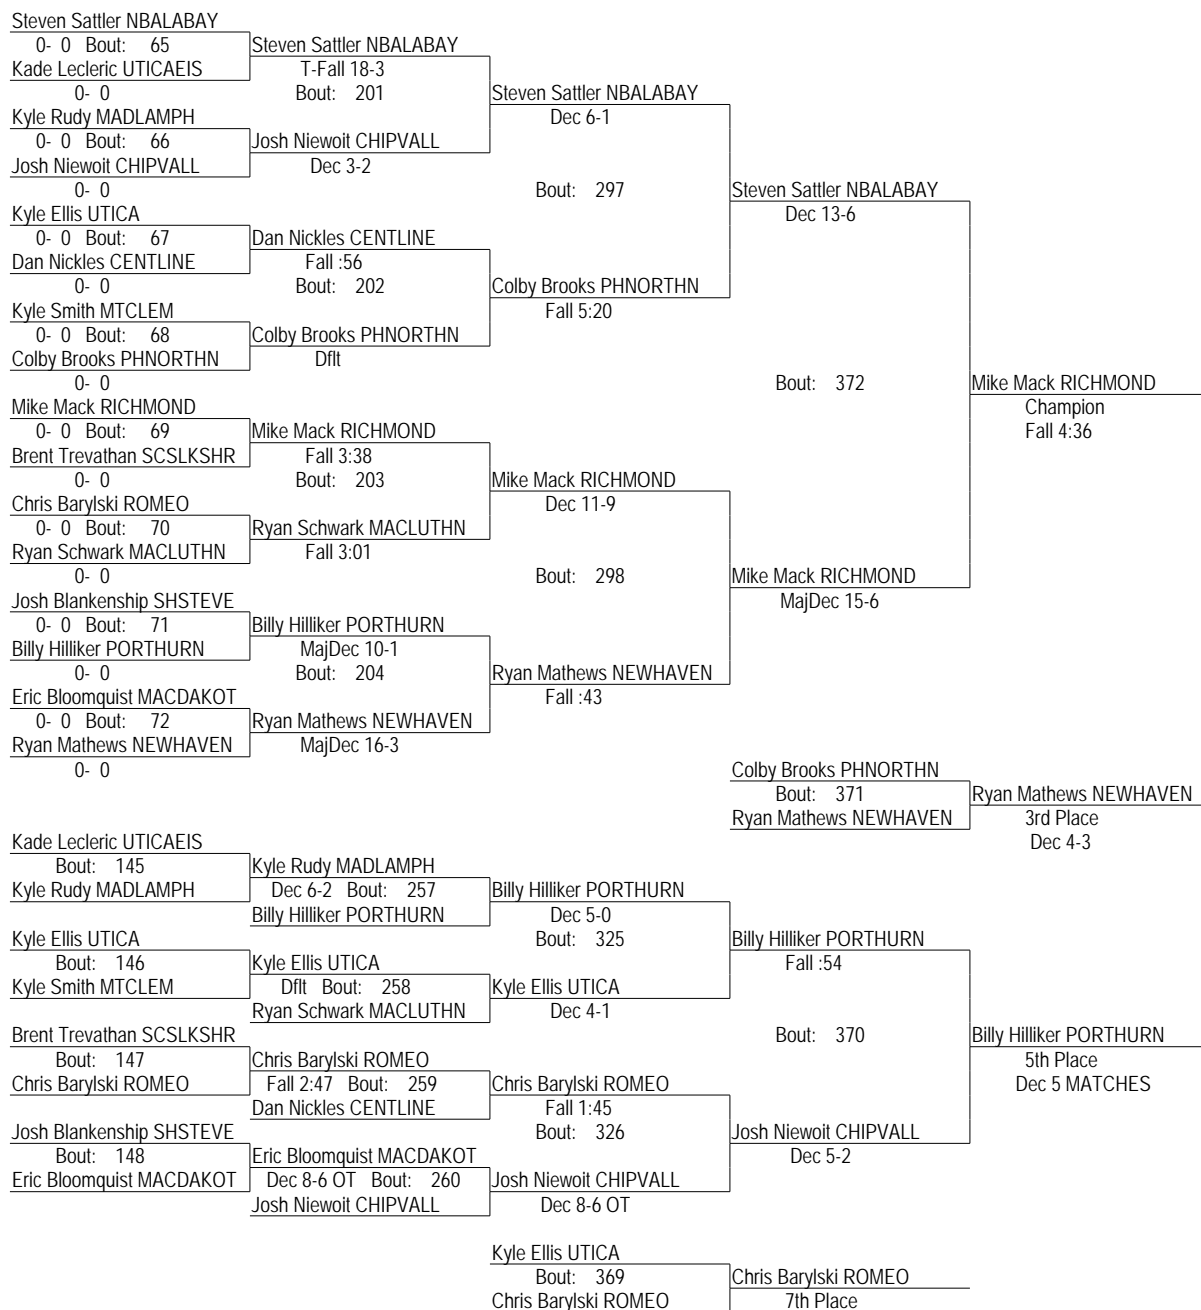 Steven Sattler NBALABAY
0- 0 Bout: 65
Steven Sattler NBALABAY
Kade Lecleric UTICAEIS
T-Fall 18-3
0- 0
Bout: 201
Steven Sattler NBALABAY
Kyle Rudy MADLAMPH
Dec 6-1
0- 0 Bout: 66
Josh Niewoit CHIPVALL
Josh Niewoit CHIPVALL
Dec 3-2
0- 0
Bout: 297
Steven Sattler NBALABAY
Kyle Ellis UTICA
Dec 13-6
0- 0 Bout: 67
Dan Nickles CENTLINE
Dan Nickles CENTLINE
Fall :56
0- 0
Bout: 202
Colby Brooks PHNORTHN
Kyle Smith MTCLEM
Fall 5:20
0- 0 Bout: 68
Colby Brooks PHNORTHN
Colby Brooks PHNORTHN
Dflt
0- 0
Bout: 372
Mike Mack RICHMOND
Mike Mack RICHMOND
Champion
0- 0 Bout: 69
Mike Mack RICHMOND
Fall 4:36
Brent Trevathan SCSLKSHR
Fall 3:38
0- 0
Bout: 203
Mike Mack RICHMOND
Chris Barylski ROMEO
Dec 11-9
0- 0 Bout: 70
Ryan Schwark MACLUTHN
Ryan Schwark MACLUTHN
Fall 3:01
0- 0
Bout: 298
Mike Mack RICHMOND
Josh Blankenship SHSTEVE
MajDec 15-6
0- 0 Bout: 71
Billy Hilliker PORTHURN
Billy Hilliker PORTHURN
MajDec 10-1
0- 0
Bout: 204
Ryan Mathews NEWHAVEN
Eric Bloomquist MACDAKOT
Fall :43
0- 0 Bout: 72
Ryan Mathews NEWHAVEN
Ryan Mathews NEWHAVEN
MajDec 16-3
0- 0
Colby Brooks PHNORTHN
Bout: 371
Ryan Mathews NEWHAVEN
Ryan Mathews NEWHAVEN
3rd Place
Dec 4-3
Kade Lecleric UTICAEIS
Bout: 145
Kyle Rudy MADLAMPH
Kyle Rudy MADLAMPH
Dec 6-2 Bout: 257
Billy Hilliker PORTHURN
Billy Hilliker PORTHURN
Dec 5-0
Kyle Ellis UTICA
Bout: 325
Billy Hilliker PORTHURN
Bout: 146
Kyle Ellis UTICA
Fall :54
Kyle Smith MTCLEM
Dflt Bout: 258
Kyle Ellis UTICA
Ryan Schwark MACLUTHN
Dec 4-1
Brent Trevathan SCSLKSHR
Bout: 370
Billy Hilliker PORTHURN
Bout: 147
Chris Barylski ROMEO
5th Place
Chris Barylski ROMEO
Fall 2:47 Bout: 259
Chris Barylski ROMEO
Dec 5 MATCHES
Dan Nickles CENTLINE
Fall 1:45
Josh Blankenship SHSTEVE
Bout: 326
Josh Niewoit CHIPVALL
Bout: 148
Eric Bloomquist MACDAKOT
Dec 5-2
Eric Bloomquist MACDAKOT
Dec 8-6 OT Bout: 260
Josh Niewoit CHIPVALL
Josh Niewoit CHIPVALL
Dec 8-6 OT
Kyle Ellis UTICA
Bout: 369
Chris Barylski ROMEO
Chris Barylski ROMEO
7th Place